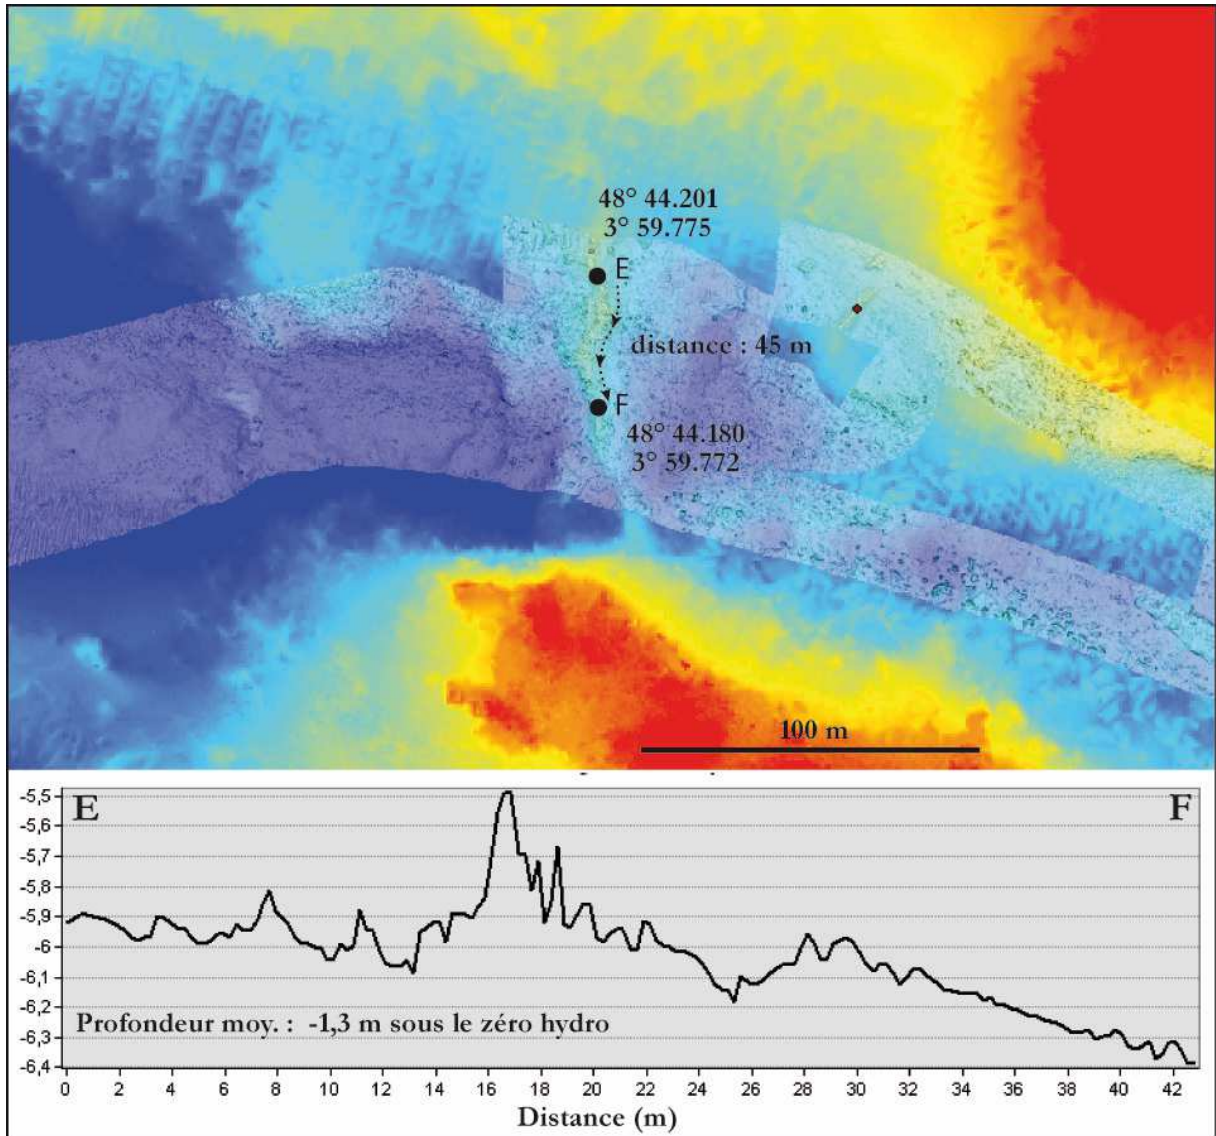 48° 44.201
3° 59.775
E
distance : 45 m
F
48° 44.180
3° 59.772
100 m
E
F
-5,5
-5,6
-5,7
-5,8
-5,9
-6
-6,1
-6,2
-6,3
-6,4
Profondeur moy. : -1,3 m sous le zéro hydro
0 2 4 6 8 10 12 14 16 18 20 22 24 26 28 30 32 34 36 38 40 42
Distance (m)